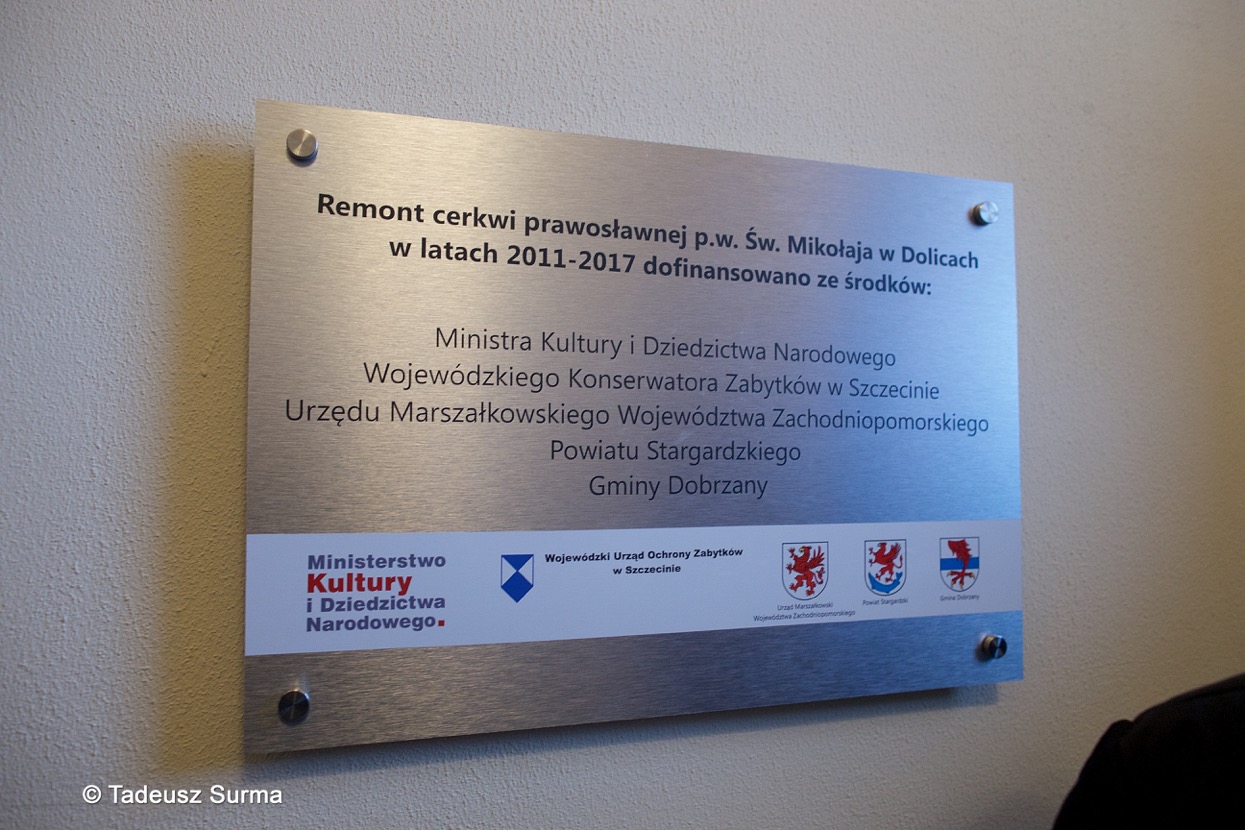 Remont cerkwi prawosławnej p.w. Św. Mikołaja w Dolicach
w latach 2011-2017 dofinansowano ze środków:
Ministra Kultury i Dziedzictwa Narodowego
Wojewódzkiego Konserwatora Zabytków w Szczecinie
Urzędu Marszałkowskiego Województwa Zachodniopomorskiego
Powiatu Stargardzkiego
Gminy Dobrzany
Ministerstwo
Kultury
i Dziedzictwa
Narodowego.
Wojewódzki Urząd Ochrony Zabytków
w Szczecinie
Urząd Marszałkowski
Województwa Zachodniopomorskiego
Powiat Stargardzki
Gmina Dobrzany
© Tadeusz Surma